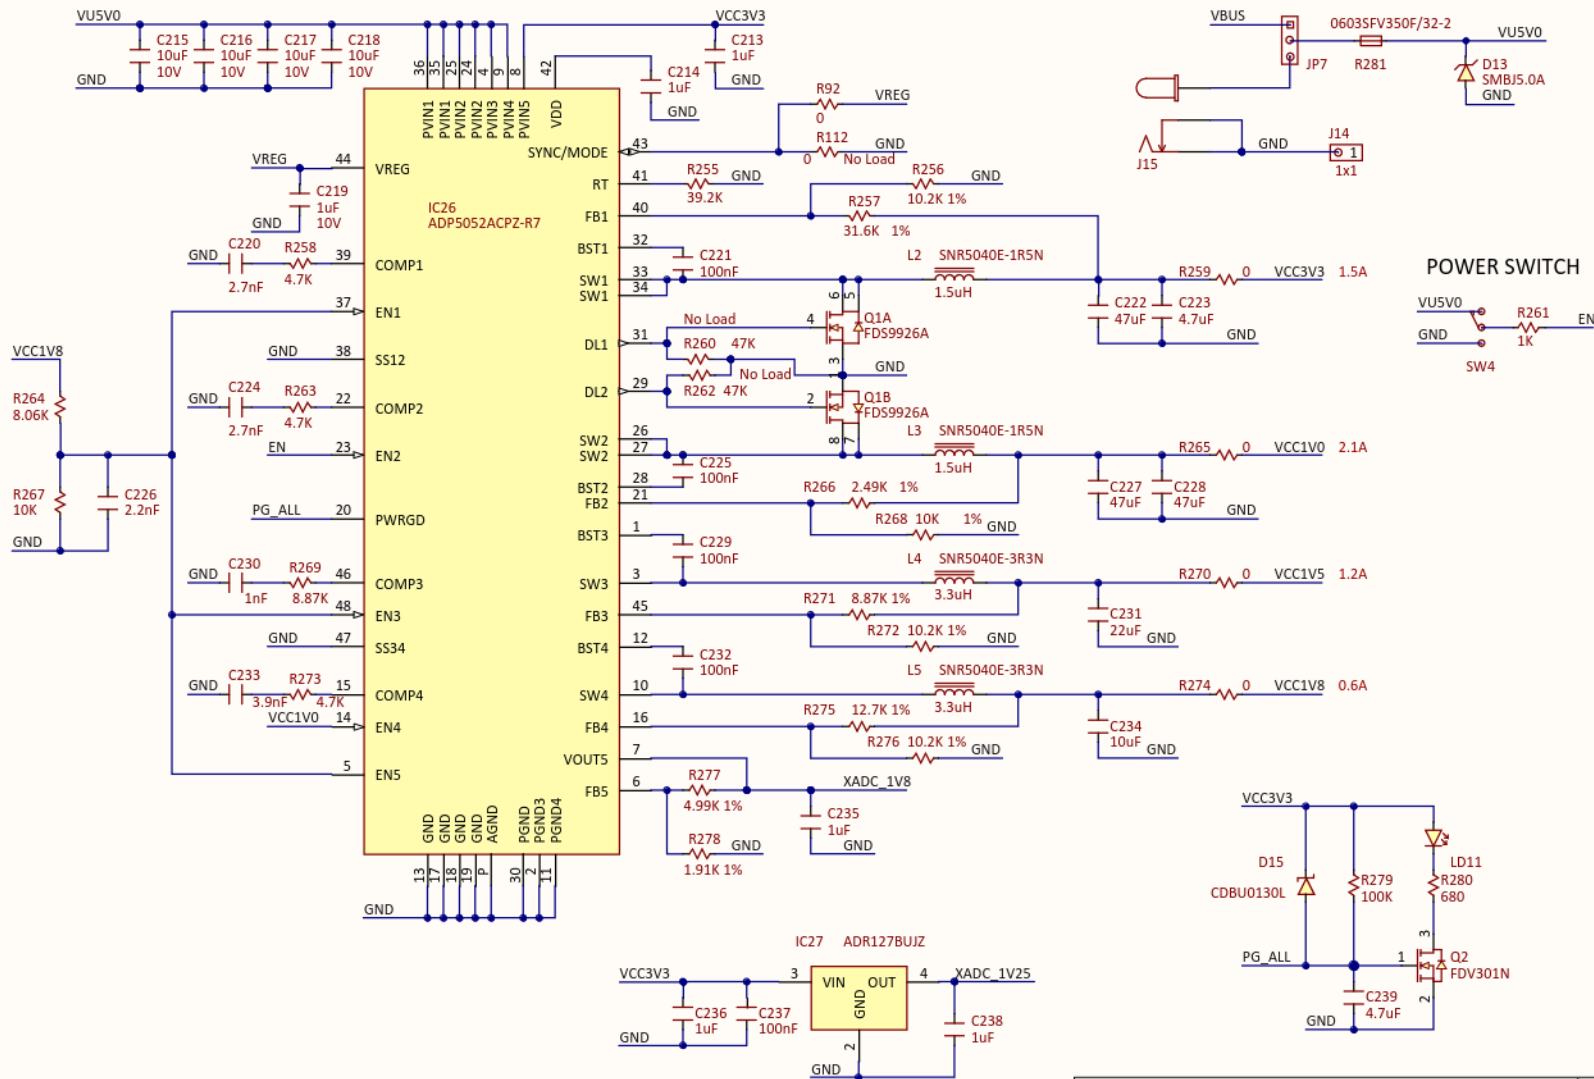 VU5V0
C215
10uF
10V
C216
10uF
10V
C217
10uF
10V
C218
10uF
10V
GND
VCC3V3
C213
1uF
GND
C214
1uF
GND
36
35
25
24
4
9
8
42
PVIN1
PVIN1
PVIN2
PVIN2
PVIN3
PVIN4
PVIN5
VDD
VBUS
JP7
0603SFV350F/32-2
R281
VU5V0
D13
SMBJ5.0A
GND
J15
GND
J14
1
1x1
R92
0
VREG
R112
0
No Load
GND
SYNC/MODE
43
VREG
44
VREG
C219
1uF
10V
GND
IC26
ADP5052ACPZ-R7
RT
41
R255
39.2K
GND
R256
10.2K 1%
GND
FB1
40
R257
31.6K 1%
GND
C220
2.7nF
R258
4.7K
39
COMP1
BST1
32
C221
100nF
SW1
33
SW1
34
L2
SNR5040E-1R5N
1.5uH
R259
0
VCC3V3
1.5A
C222
47uF
C223
4.7uF
GND
POWER SWITCH
VU5V0
GND
SW4
R261
1K
EN
37
EN1
6
5
4
3
Q1A
FDS9926A
DL1
31
No Load
R260
47K
No Load
R262
47K
GND
DL2
29
1
2
8
7
Q1B
FDS9926A
VCC1V8
R264
8.06K
R267
10K
C226
2.2nF
GND
GND
38
SS12
GND
C224
2.7nF
R263
4.7K
22
COMP2
EN
23
EN2
SW2
26
SW2
27
C225
100nF
BST2
28
FB2
21
L3
SNR5040E-1R5N
1.5uH
R265
0
VCC1V0
2.1A
R266
2.49K 1%
R268
10K 1%
GND
C227
47uF
C228
47uF
GND
PG_ALL
20
PWRGD
BST3
1
C229
100nF
GND
C230
1nF
R269
8.87K
46
COMP3
SW3
3
L4
SNR5040E-3R3N
3.3uH
R270
0
VCC1V5
1.2A
48
EN3
FB3
45
R271
8.87K 1%
R272
10.2K 1%
GND
C231
22uF
GND
GND
47
SS34
BST4
12
C232
100nF
GND
C233
3.9nF
R273
4.7K
15
COMP4
SW4
10
L5
SNR5040E-3R3N
3.3uH
R274
0
VCC1V8
0.6A
VCC1V0
14
EN4
FB4
16
R275
12.7K 1%
R276
10.2K 1%
GND
C234
10uF
GND
5
EN5
VOUT5
7
FB5
6
R277
4.99K 1%
XADC_1V8
C235
1uF
GND
R278
1.91K 1%
GND
GND
GND
GND
GND
AGND
PGND
PGND3
PGND4
13
17
18
19
P
30
2
11
GND
VCC3V3
D15
CDBU0130L
R279
100K
LD11
R280
680
PG_ALL
1
3
2
Q2
FDV301N
C239
4.7uF
GND
IC27
ADR127BUJZ
VCC3V3
3
VIN
OUT
GND
4
XADC_1V25
2
C236
1uF
C237
100nF
GND
C238
1uF
GND